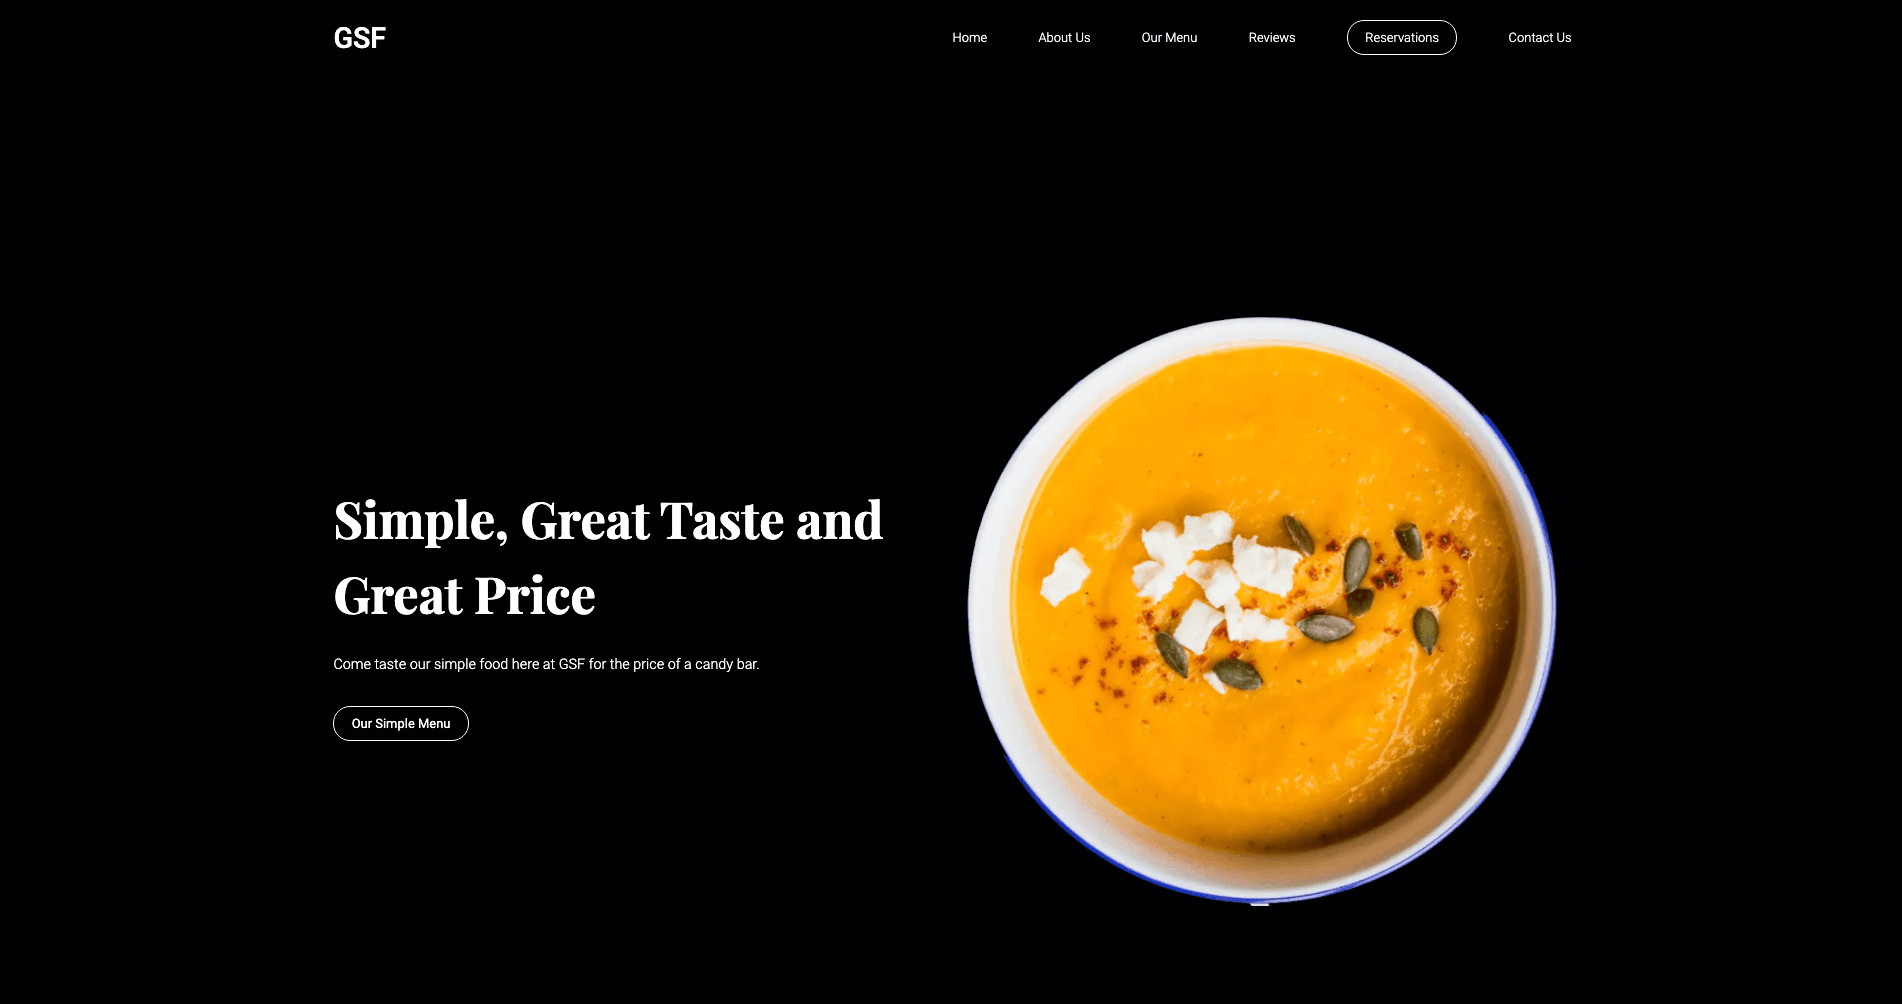 GSF
Home
About Us
Our Menu
Reviews
Reservations
Contact Us
Simple, Great Taste and
Great Price
Come taste our simple food here at GSF for the price of a candy bar.
Our Simple Menu